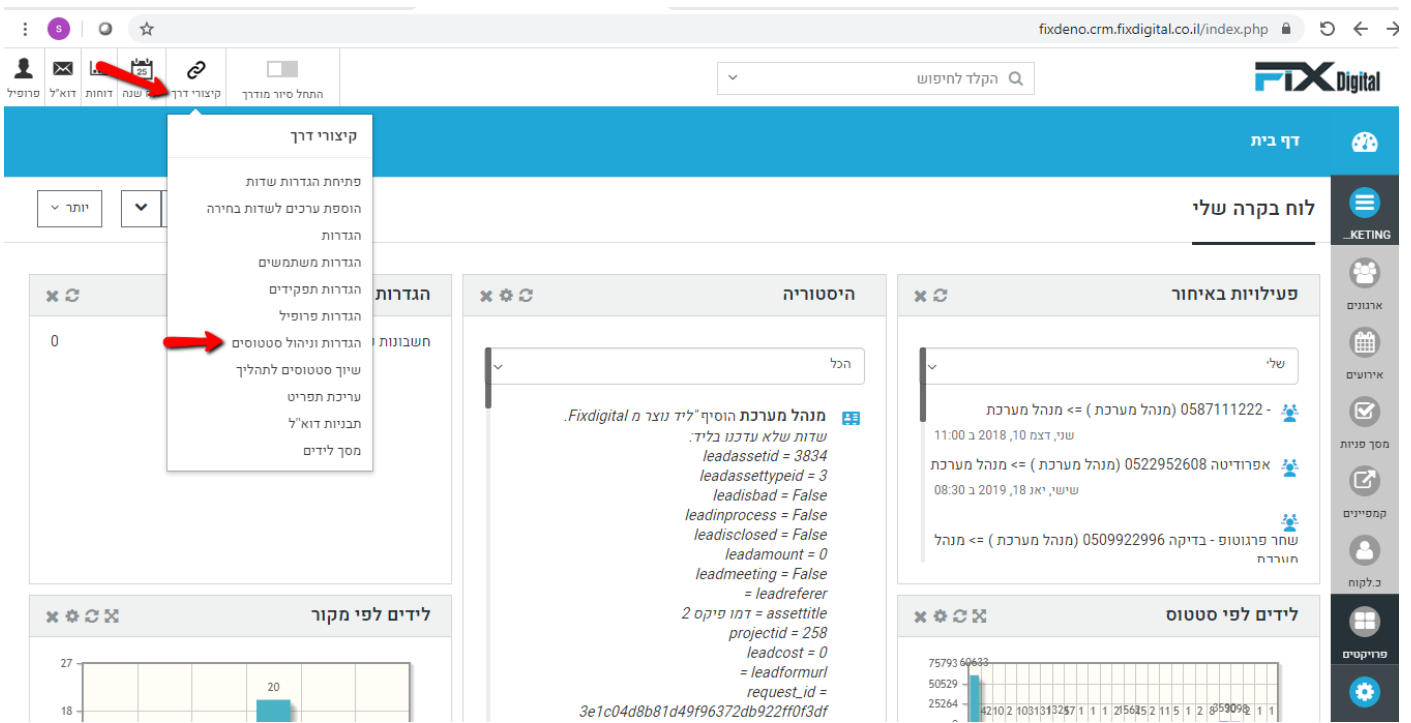 fixdeno.crm.fixdigital.co.il/index.php
S
FIX Digital
הקלד לחיפוש
התחל סיור מודרך
קיצורי דרך
שנה
25
דוחות
דוא"ל
פרופיל
דף בית
קיצורי דרך
פתיחת הגדרות שדות
הוספת ערכים לשדות בחירה
הגדרות
הגדרות משתמשים
הגדרות תפקידים
הגדרות פרופיל
הגדרות וניהול סטטוסים
שיוך סטטוסים לתהליך
עריכת תפריט
תבניות דוא"ל
מסך לידים
לוח בקרה שלי
יותר
KETING...
ארגונים
אירועים
מסך פניות
קמפיינים
כ.לקוח
פרויקטים
פעילויות באיחור
שלי
- 0587111222 (מנהל מערכת ) => מנהל מערכת
שני, דצמ 10, 2018 ב 11:00
אפרודיטה 0522952608 (מנהל מערכת ) => מנהל מערכת
שישי, יאנ 18, 2019 ב 08:30
שחר פרגוטופ - בדיקה 0509922996 (מנהל מערכת ) => מנהל
מערכת
היסטוריה
הכל
מנהל מערכת הוסיף "ליד נוצר מ Fixdigital.
שדות שלא עדכנו בליד:
leadassetid = 3834
leadassettypeid = 3
leadisbad = False
leadinprocess = False
leadisclosed = False
leadamount = 0
leadmeeting = False
= leadreferer
assettitle = דמו פיקס 2
projectid = 258
leadcost = 0
= leadformurl
request_id =
3e1c04d8b81d49f96372db922ff0f3df
הגדרות
חשבונות
0
לידים לפי סטטוס
75793
60633
50529
25264
לידים לפי מקור
27
20
18